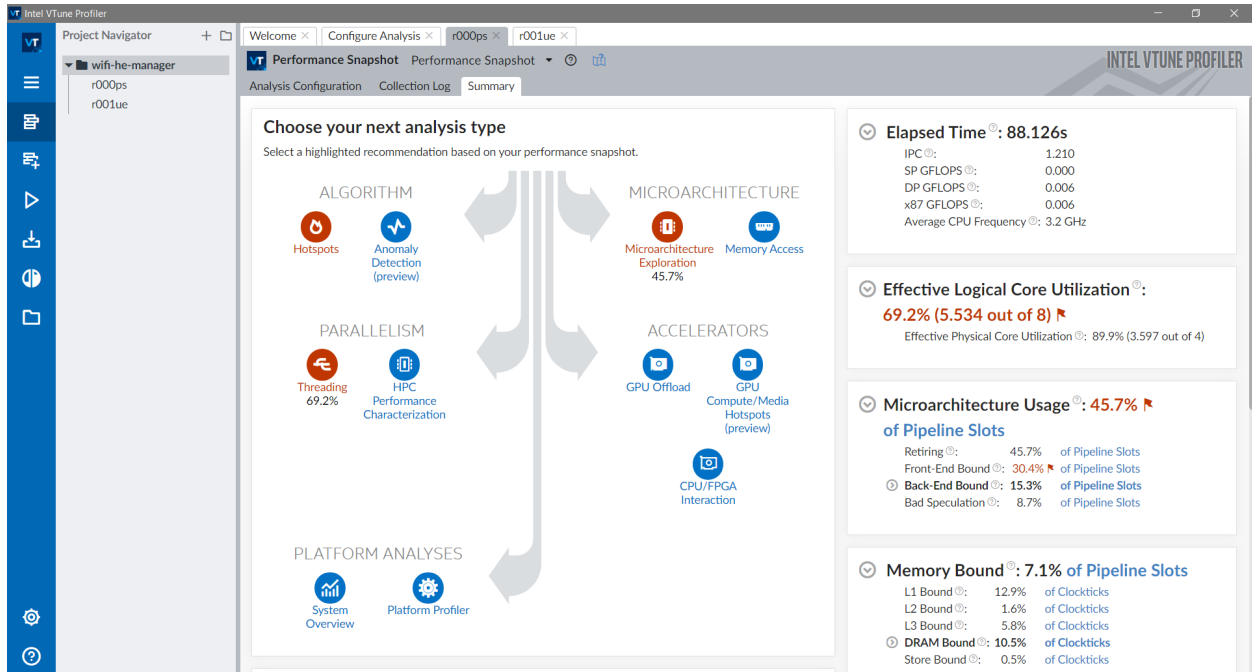 VT Intel VTune Profiler
VT
Project Navigator
wifi-he-manager
r000ps
r001ue
Welcome
Configure Analysis
r000ps
r001ue
VT Performance Snapshot Performance Snapshot
INTEL VTUNE PROFILER
Analysis Configuration Collection Log Summary
Choose your next analysis type
Select a highlighted recommendation based on your performance snapshot.
ALGORITHM
Hotspots
Anomaly
Detection
(preview)
MICROARCHITECTURE
Microarchitecture
Exploration
45.7%
Memory Access
PARALLELISM
Threading
69.2%
HPC
Performance
Characterization
ACCELERATORS
GPU Offload
GPU
Compute/Media
Hotspots
(preview)
CPU/FPGA
Interaction
PLATFORM ANALYSES
System
Overview
Platform Profiler
Elapsed Time: 88.126s
IPC: 1.210
SP GFLOPS: 0.000
DP GFLOPS: 0.006
x87 GFLOPS: 0.006
Average CPU Frequency: 3.2 GHz
Effective Logical Core Utilization:
69.2% (5.534 out of 8)
Effective Physical Core Utilization: 89.9% (3.597 out of 4)
Microarchitecture Usage: 45.7%
of Pipeline Slots
Retiring: 45.7% of Pipeline Slots
Front-End Bound: 30.4% of Pipeline Slots
Back-End Bound: 15.3% of Pipeline Slots
Bad Speculation: 8.7% of Pipeline Slots
Memory Bound: 7.1% of Pipeline Slots
L1 Bound: 12.9% of Clockticks
L2 Bound: 1.6% of Clockticks
L3 Bound: 5.8% of Clockticks
DRAM Bound: 10.5% of Clockticks
Store Bound: 0.5% of Clockticks